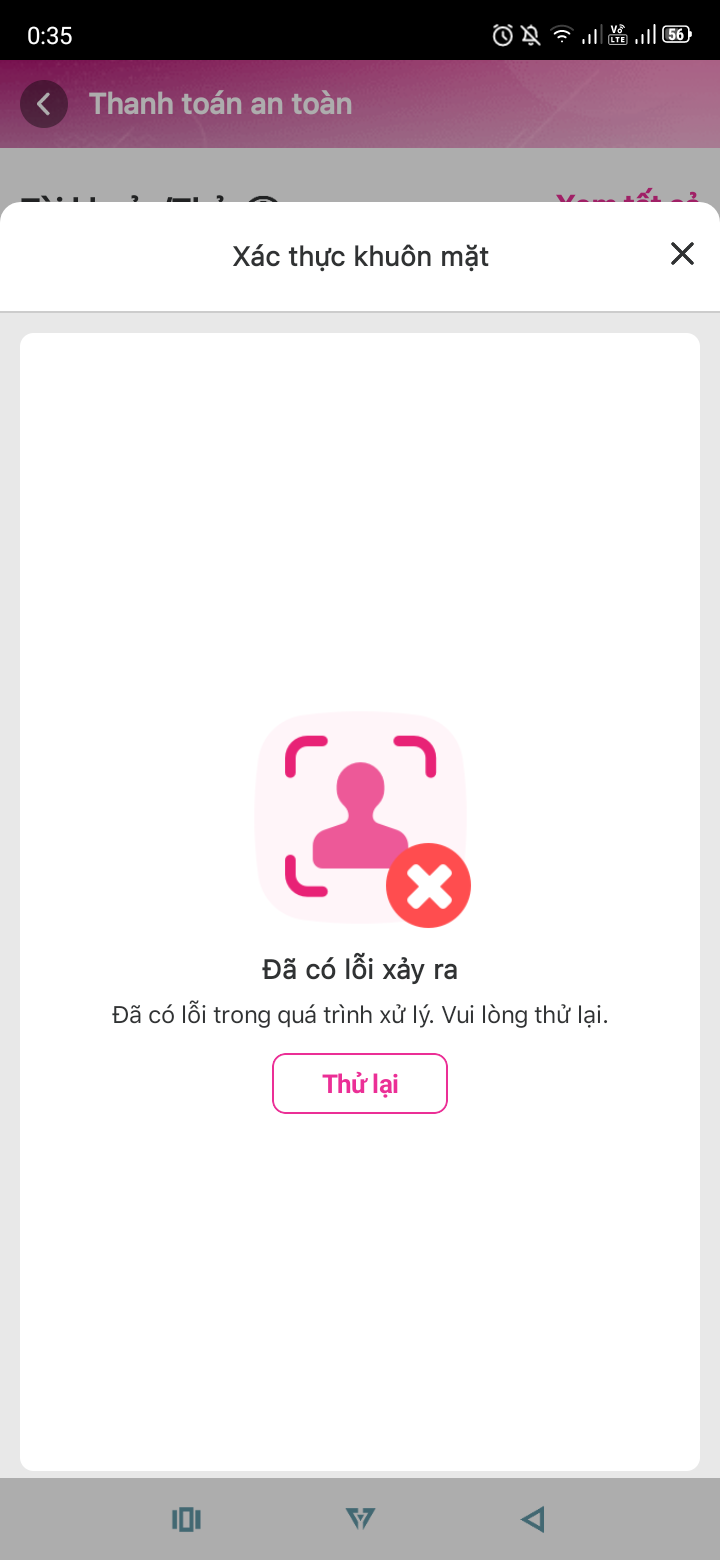 0:35
Vo
LTE
56
Thanh toán an toàn
Xem tất cả
Xác thực khuôn mặt
Đã có lỗi xảy ra
Đã có lỗi trong quá trình xử lý. Vui lòng thử lại.
Thử lại